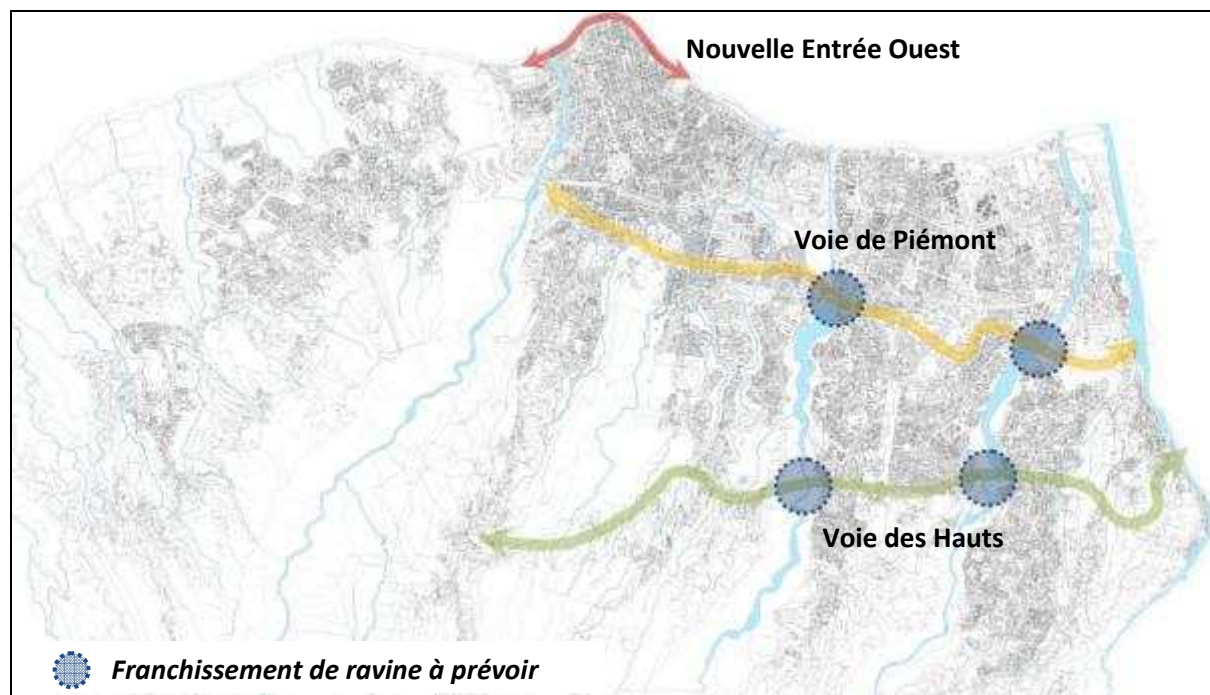 Nouvelle Entrée Ouest
Voie de Piémont
Voie des Hauts
Franchissement de ravine à prévoir